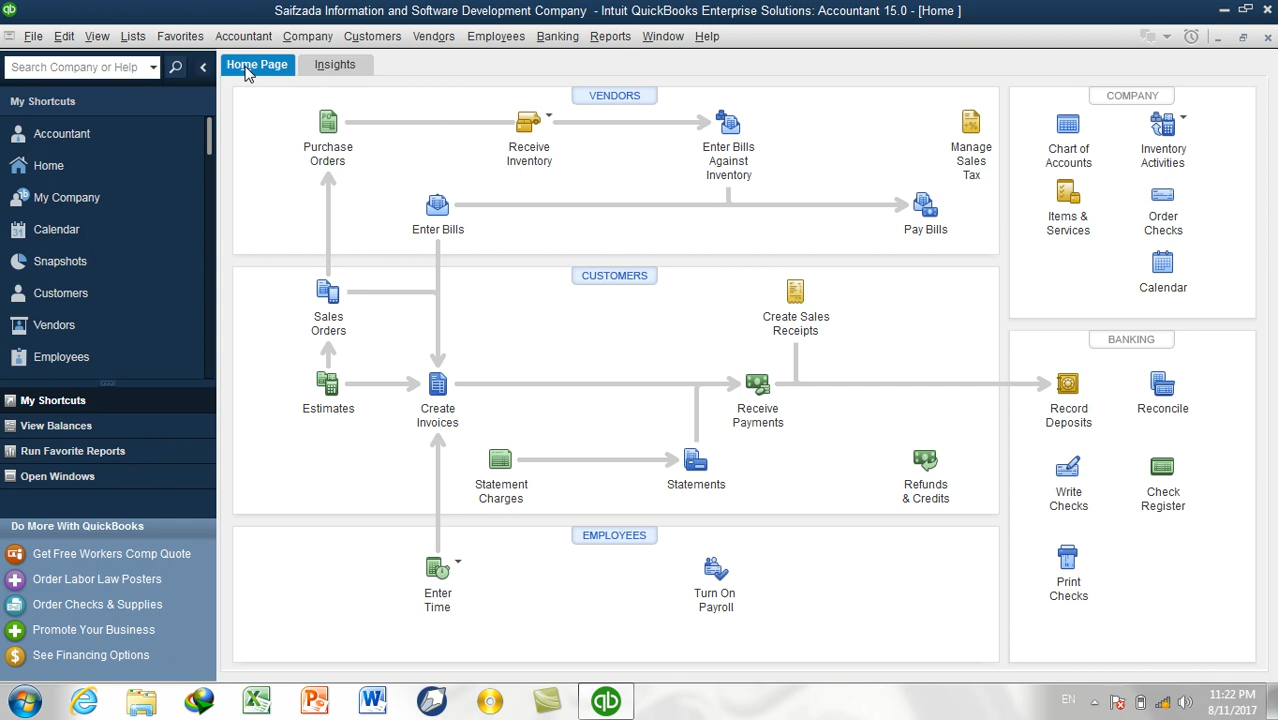 Saifzada Information and Software Development Company - Intuit QuickBooks Enterprise Solutions: Accountant 15.0 - [Home ]
File Edit View Lists Favorites Accountant Company Customers Vendors Employees Banking Reports Window Help
Search Company or Help
Home Page Insights
My Shortcuts
Accountant
Home
My Company
Calendar
Snapshots
Customers
Vendors
Employees
My Shortcuts
View Balances
Run Favorite Reports
Open Windows
Do More With QuickBooks
Get Free Workers Comp Quote
Order Labor Law Posters
Order Checks & Supplies
Promote Your Business
See Financing Options
VENDORS
Purchase
Orders
Receive
Inventory
Enter Bills
Against
Inventory
Manage
Sales
Tax
Enter Bills
Pay Bills
CUSTOMERS
Sales
Orders
Create Sales
Receipts
Estimates
Create
Invoices
Receive
Payments
Statement
Charges
Statements
Refunds
& Credits
EMPLOYEES
Enter
Time
Turn On
Payroll
COMPANY
Chart of
Accounts
Inventory
Activities
Items &
Services
Order
Checks
Calendar
BANKING
Record
Deposits
Reconcile
Write
Checks
Check
Register
Print
Checks
EN
11:22 PM
8/11/2017